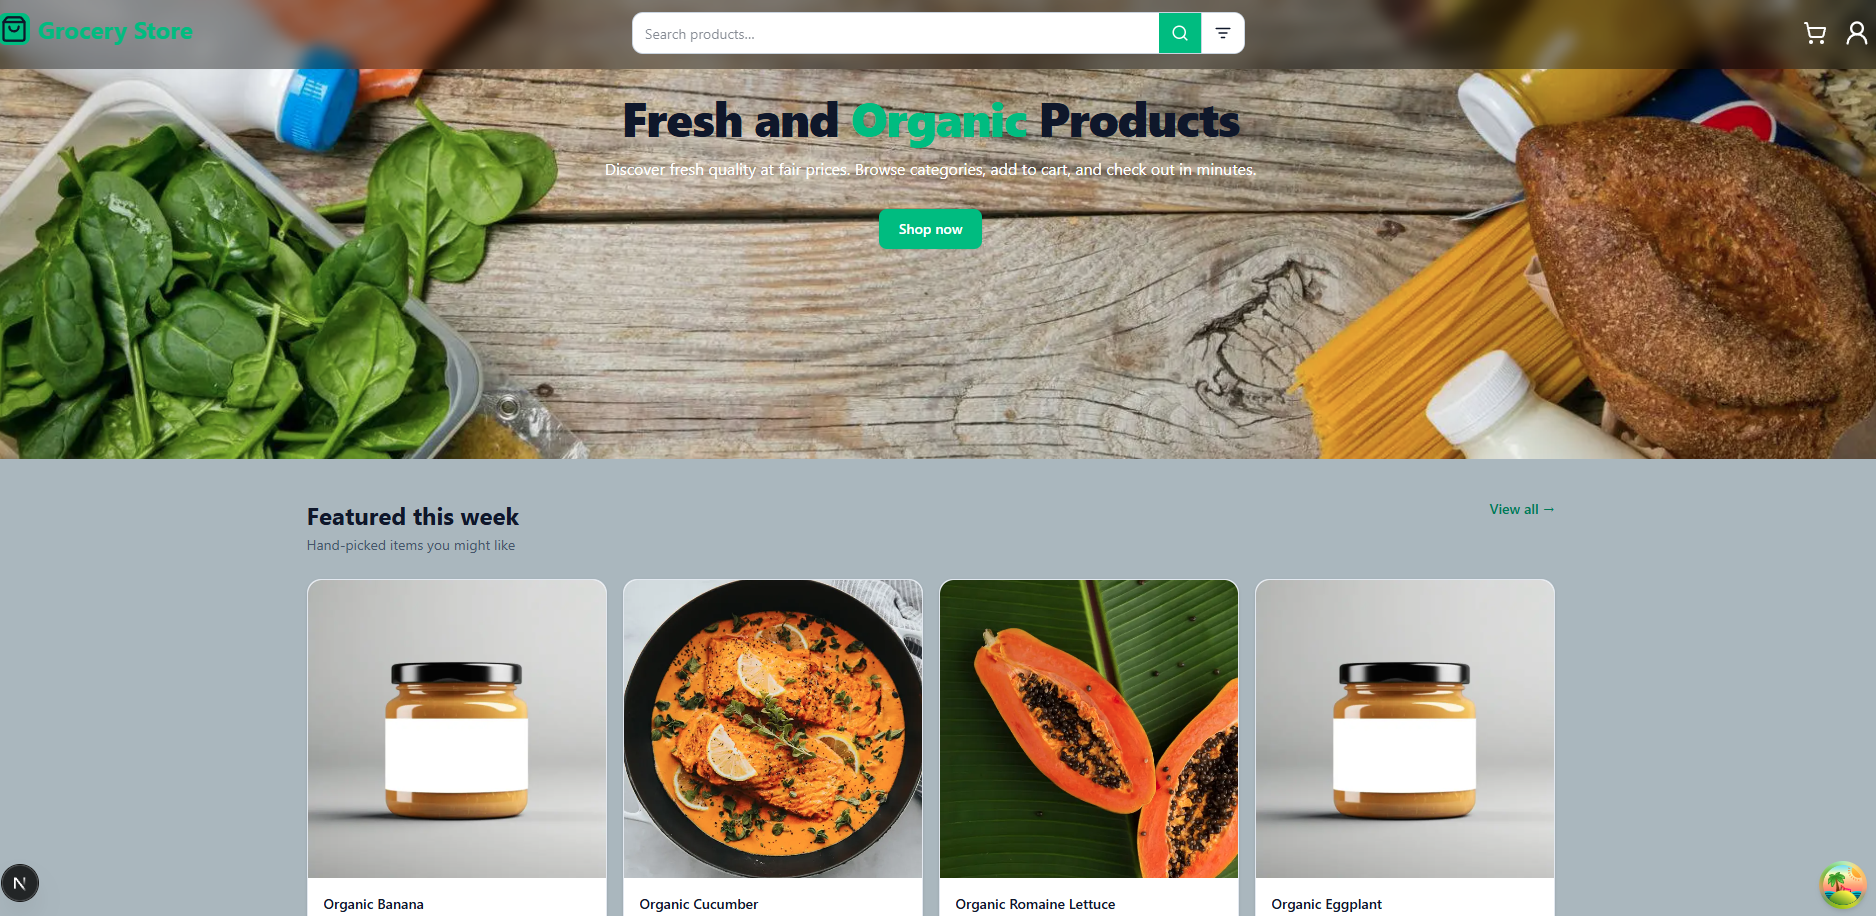 Grocery Store
Search products...
Fresh and Organic Products
Discover fresh quality at fair prices. Browse categories, add to cart, and check out in minutes.
Shop now
Featured this week
View all →
Hand-picked items you might like
Organic Banana
Organic Cucumber
Organic Romaine Lettuce
Organic Eggplant
N